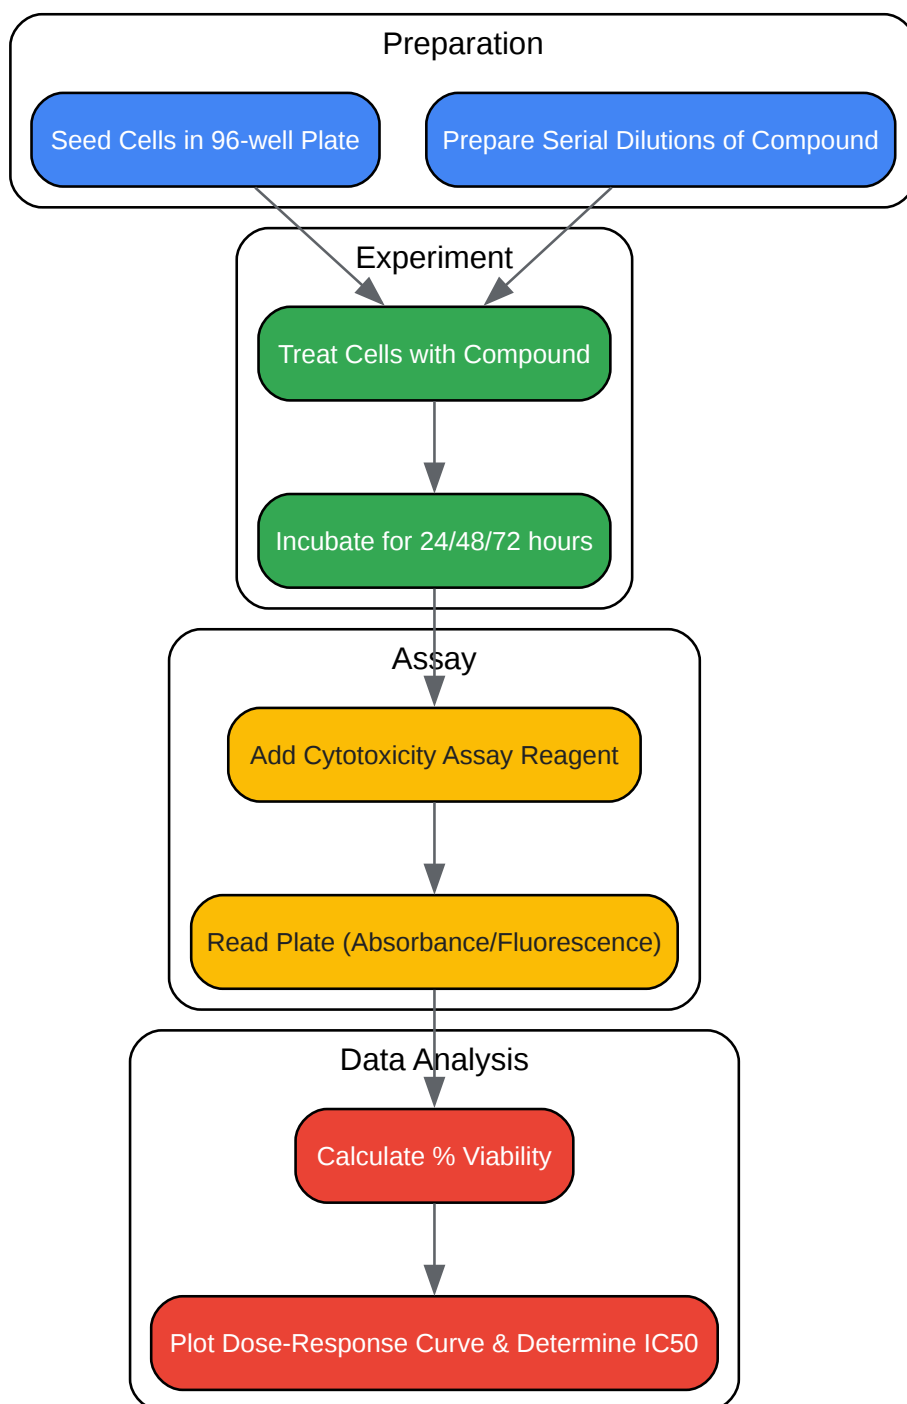 Preparation
Seed Cells in 96-well Plate
Prepare Serial Dilutions of Compound
Experiment
Treat Cells with Compound
Incubate for 24/48/72 hours
Assay
Add Cytotoxicity Assay Reagent
Read Plate (Absorbance/Fluorescence)
Data Analysis
Calculate % Viability
Plot Dose-Response Curve & Determine IC50